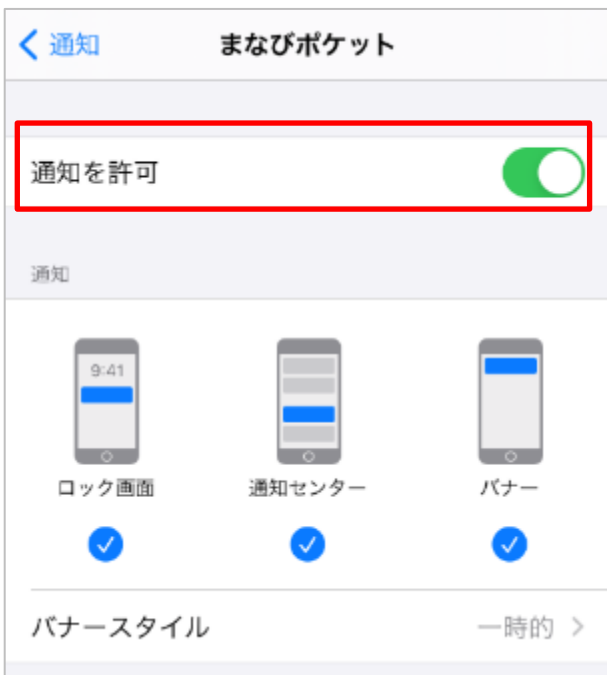 通知 まなびポケット
通知を許可
通知
9:41
ロック画面 通知センター バナー
バナースタイル 一時的